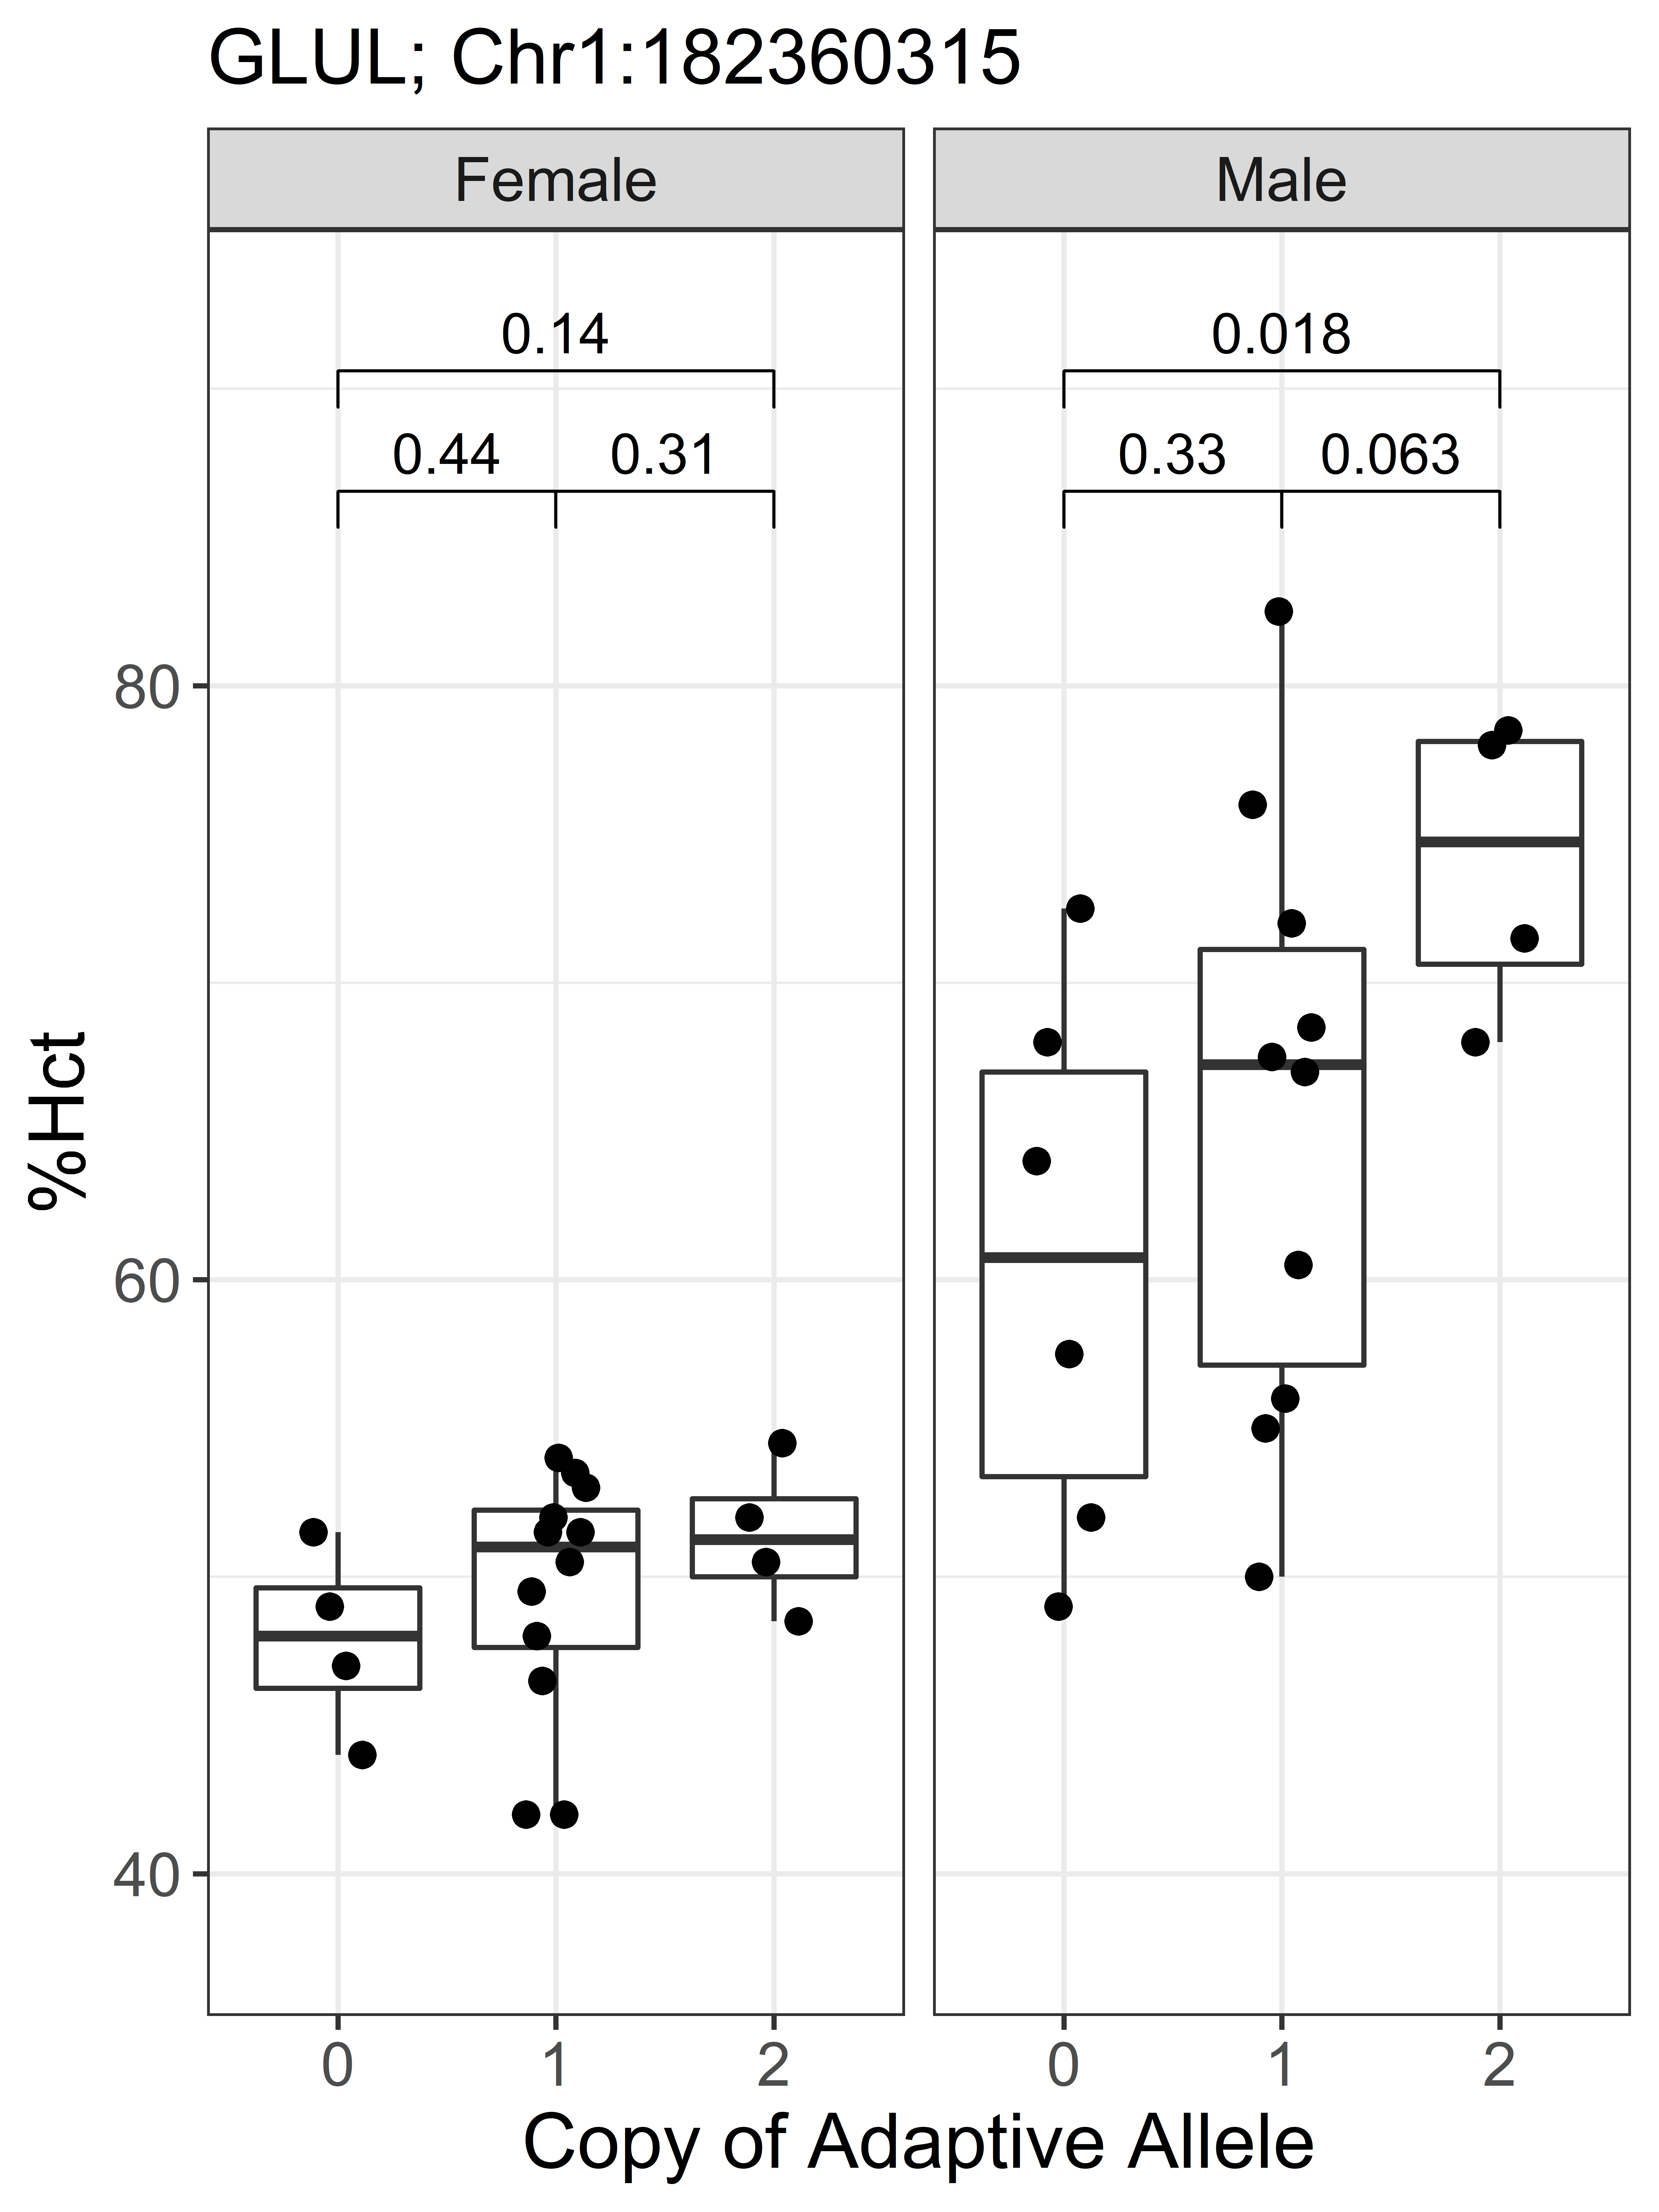 GLUL; Chr1:182360315
Female Male
0.14 0.018
0.44 0.31 0.33 0.063
80
60
40
%Hct
0 1 2 0 1 2
Copy of Adaptive Allele